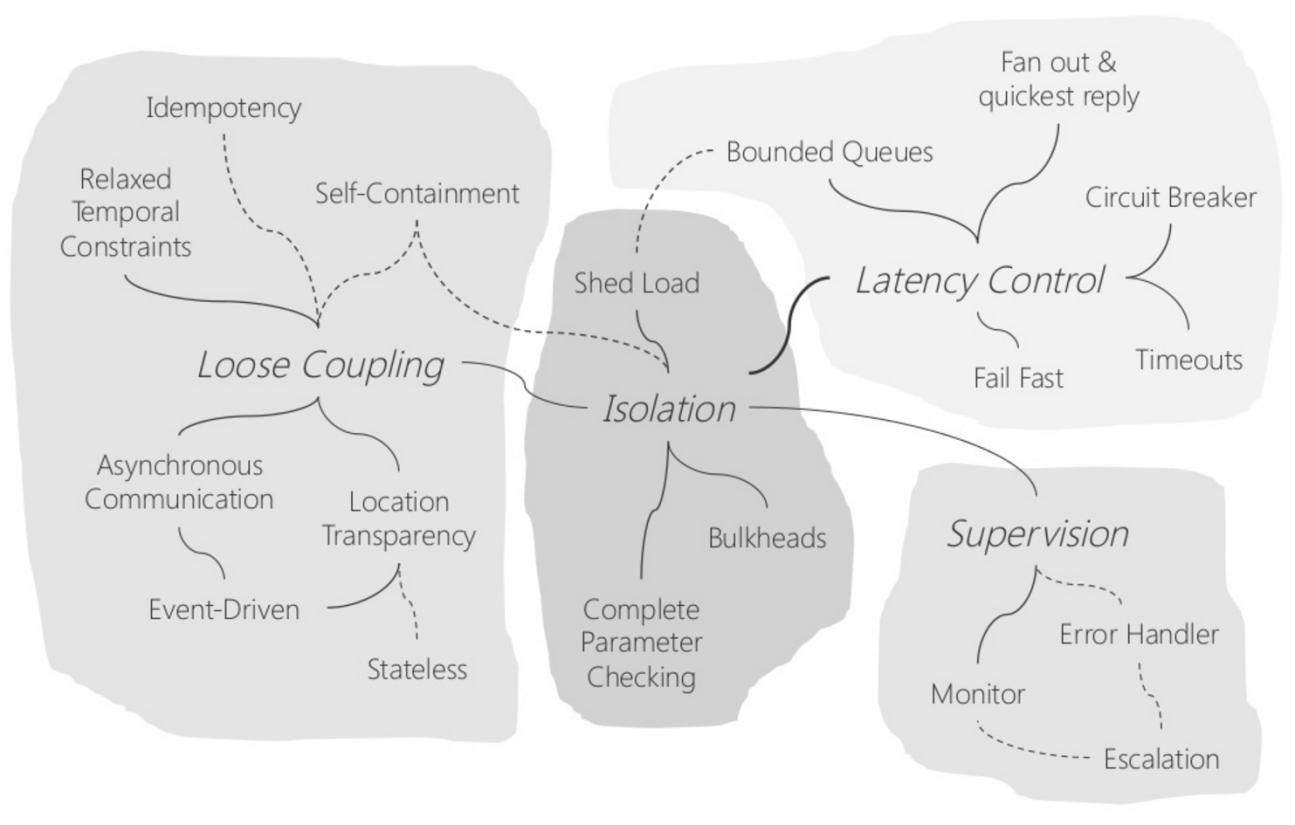 Idempotency
Relaxed
Temporal
Constraints
Self-Containment
Loose Coupling
Asynchronous
Communication
Location
Transparency
Event-Driven
Stateless
Shed Load
Isolation
Bulkheads
Complete
Parameter
Checking
Fan out &
quickest reply
Bounded Queues
Circuit Breaker
Latency Control
Timeouts
Fail Fast
Supervision
Error Handler
Monitor
Escalation